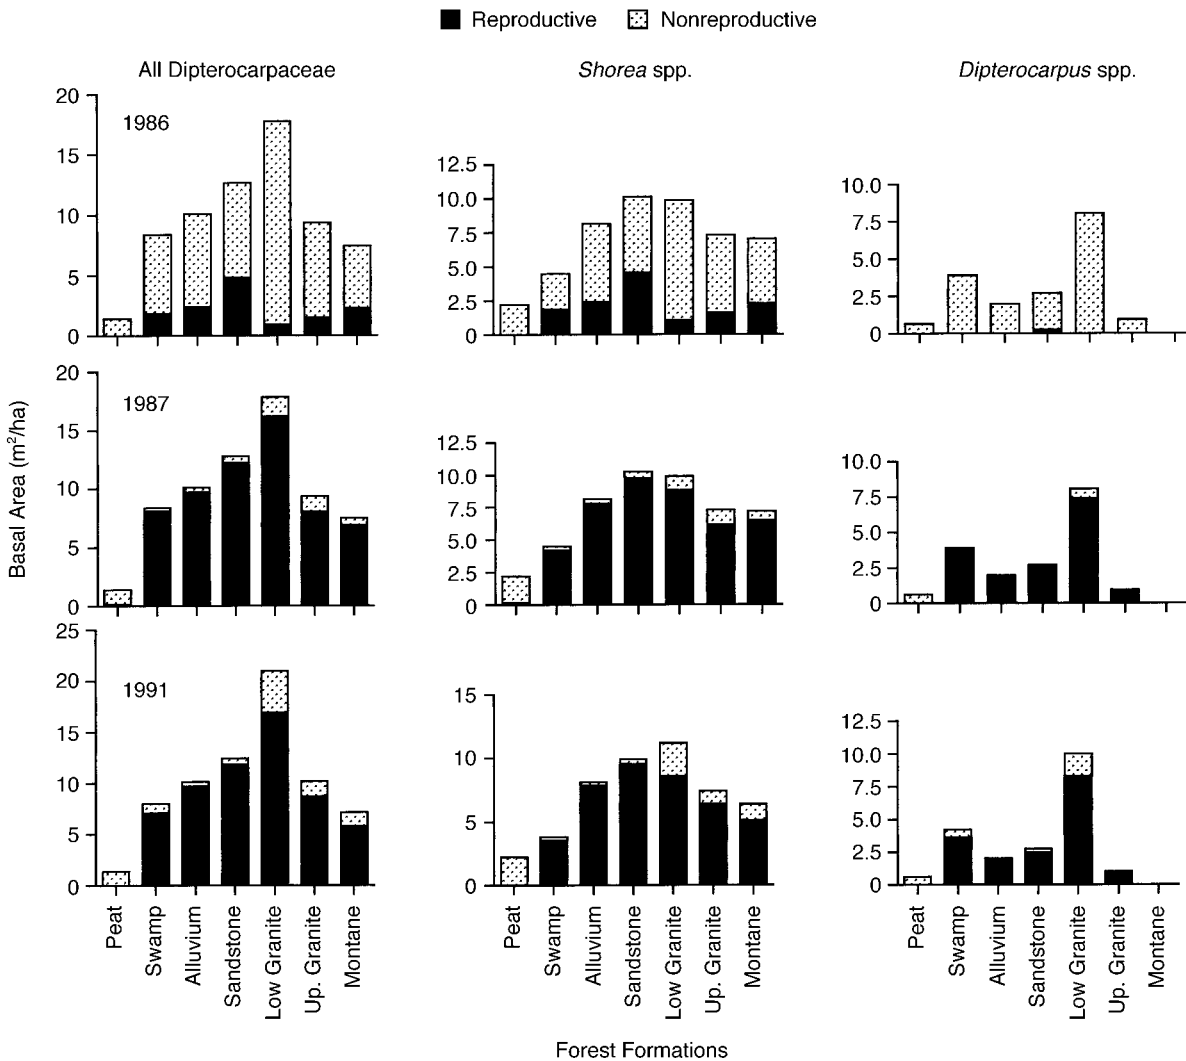 Reproductive Nonreproductive
All Dipterocarpaceae Shorea spp. Dipterocarpus spp.
1986
20
15
10
5
0
12.5
10.0
7.5
5.0
2.5
0
10.0
7.5
5.0
2.5
0
1987
20
15
10
5
0
12.5
10.0
7.5
5.0
2.5
0
10.0
7.5
5.0
2.5
0
1991
25
20
15
10
5
0
15
10
5
0
12.5
10.0
7.5
5.0
2.5
0
Basal Area (m²/ha)
Peat
Swamp
Alluvium
Sandstone
Low Granite
Up. Granite
Montane
Peat
Swamp
Alluvium
Sandstone
Low Granite
Up. Granite
Montane
Peat
Swamp
Alluvium
Sandstone
Low Granite
Up. Granite
Montane
Forest Formations